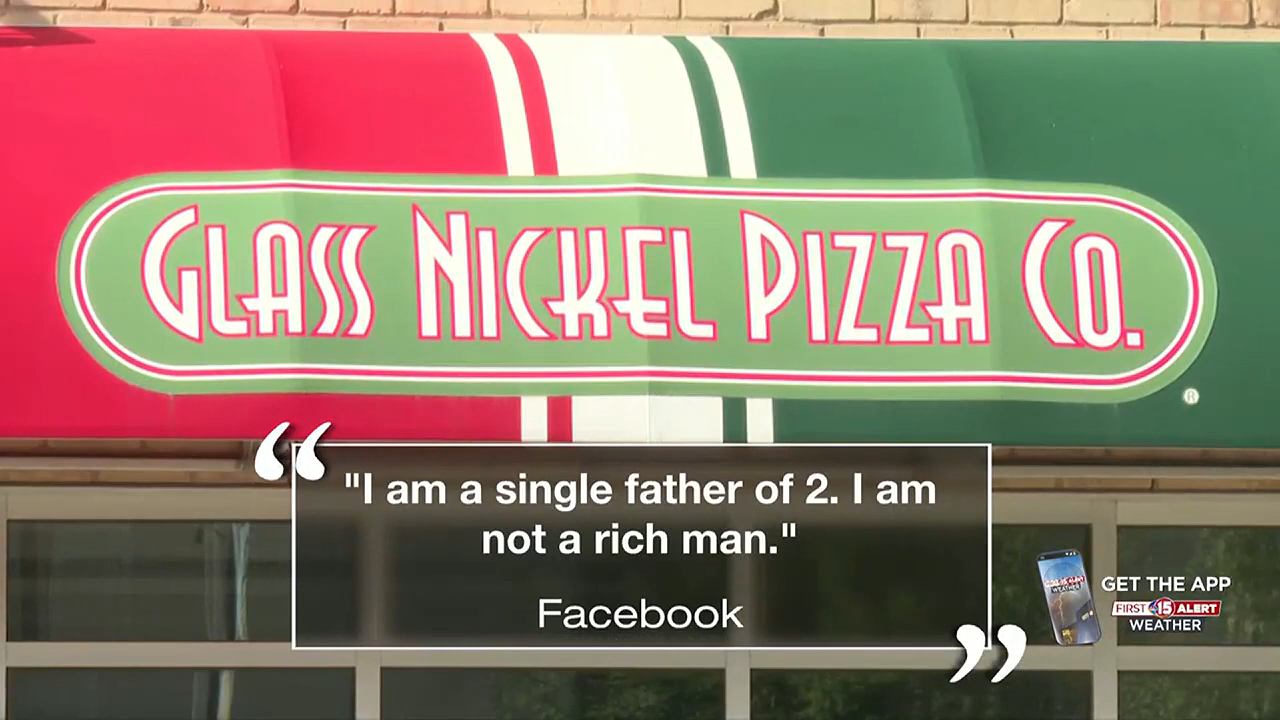 GLASS NICKEL PIZZA CO.
®
"I am a single father of 2. I am
not a rich man."
Facebook
GET THE APP
FIRST 15 ALERT
WEATHER